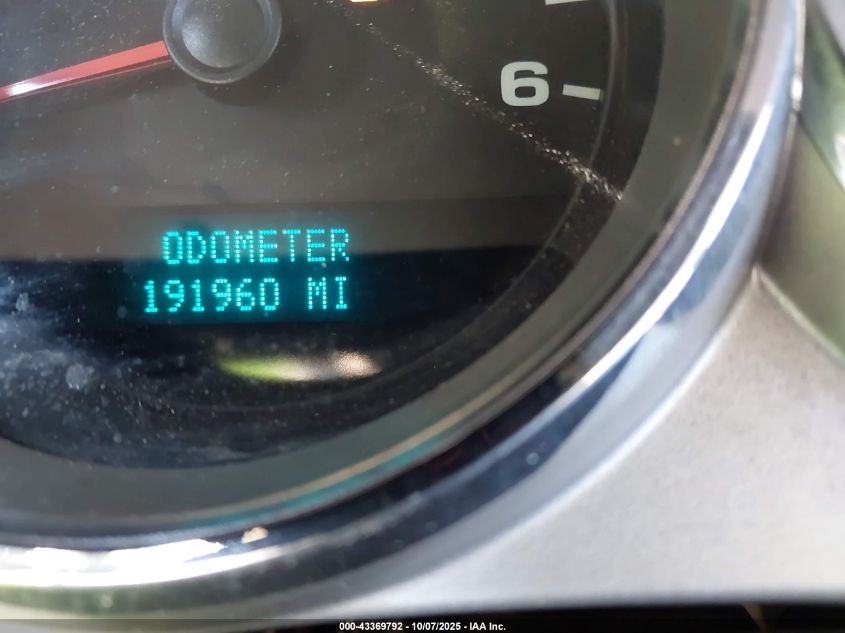 6
ODOMETER
191960 MI
000-43369792 - 10/07/2025 - IAA Inc.